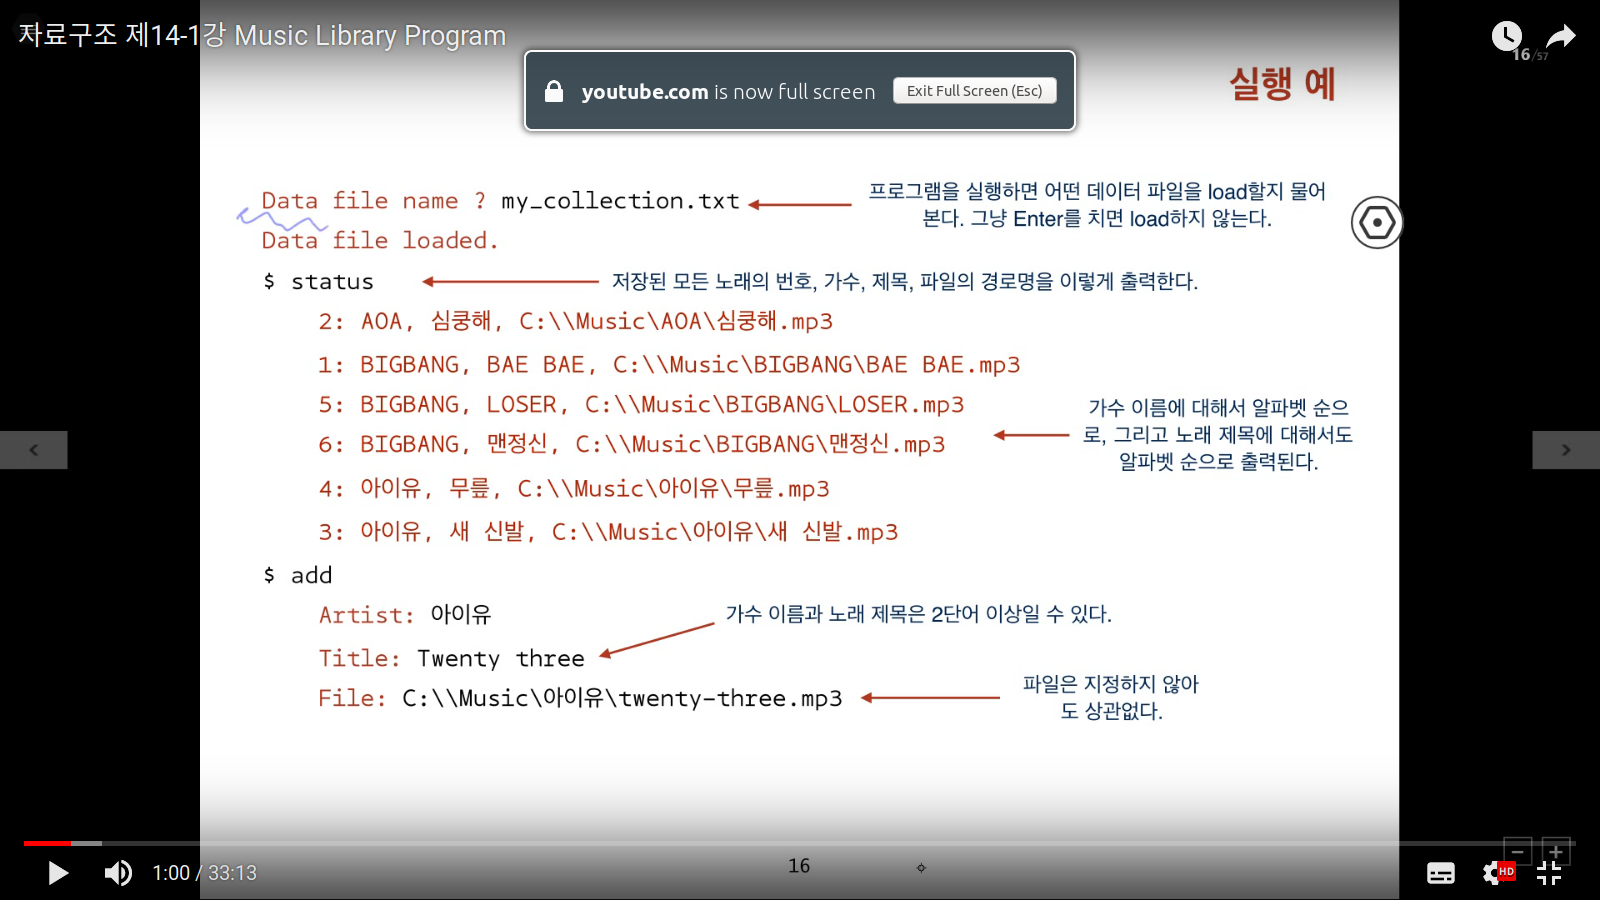 자료구조 제14-1강 Music Library Program
16/57
youtube.com is now full screen
Exit Full Screen (Esc)
실행 예
Data file name ? my_collection.txt
프로그램을 실행하면 어떤 데이터 파일을 load할지 물어
본다. 그냥 Enter를 치면 load하지 않는다.
Data file loaded.
$ status
저장된 모든 노래의 번호, 가수, 제목, 파일의 경로명을 이렇게 출력한다.
2: AOA, 심쿵해, C:\\Music\AOA\심쿵해.mp3
1: BIGBANG, BAE BAE, C:\\Music\BIGBANG\BAE BAE.mp3
5: BIGBANG, LOSER, C:\\Music\BIGBANG\LOSER.mp3
6: BIGBANG, 맨정신, C:\\Music\BIGBANG\맨정신.mp3
가수 이름에 대해서 알파벳 순으
로, 그리고 노래 제목에 대해서도
알파벳 순으로 출력된다.
4: 아이유, 무릎, C:\\Music\아이유\무릎.mp3
3: 아이유, 새 신발, C:\\Music\아이유\새 신발.mp3
$ add
Artist: 아이유
가수 이름과 노래 제목은 2단어 이상일 수 있다.
Title: Twenty three
File: C:\\Music\아이유\twenty-three.mp3
파일은 지정하지 않아
도 상관없다.
16
1:00 / 33:13
HD